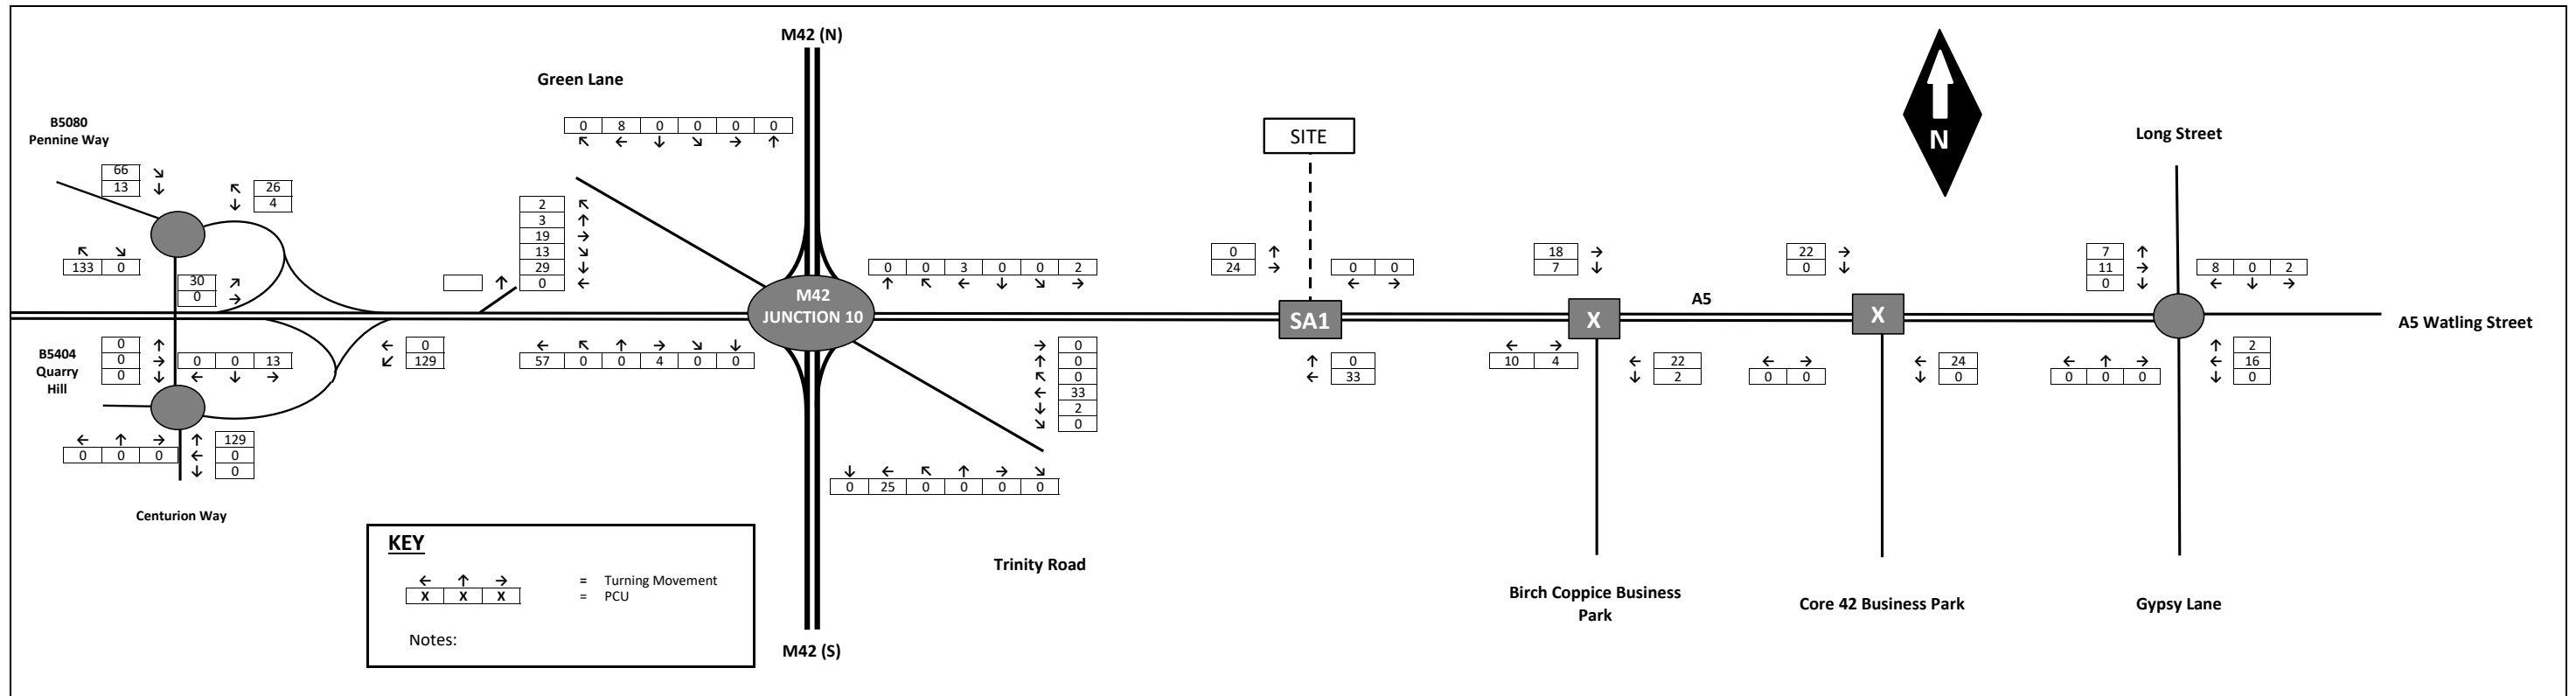 M42 (N)
Green Lane
B5080
Pennine Way
Long Street
SITE
N
0 8 0 0 0 0
↖ ← ↓ ↘ → ↑
66 ↘
13 ↓
↖ 26
↓ 4
2 ↖
3 ↑
19 →
13 ↘
29 ↓
0 ←
↑
↖ ↘
133 0
30 ↗
0 →
0 0 3 0 0 2
↑ ↖ ← ↓ ↘ →
0 ↑
24 →
0 0
← →
18 →
7 ↓
22 →
0 ↓
7 ↑
11 →
0 ↓
8 0 2
← ↓ →
M42
JUNCTION 10
SA1
X
A5
X
A5 Watling Street
B5404
Quarry
Hill
0 ↑
0 →
0 ↓
0 0 13
← ↓ →
← 0
↙ 129
← ↖ ↑ → ↘ ↓
57 0 0 4 0 0
→ 0
↑ 0
↖ 0
← 33
↓ 2
↘ 0
↑ 0
← 33
← →
10 4
← 22
↓ 2
← →
0 0
← 24
↓ 0
← ↑ →
0 0 0
↑ 2
← 16
↓ 0
← ↑ →
0 0 0
↑ 129
← 0
↓ 0
↓ ← ↖ ↑ → ↘
0 25 0 0 0 0
Centurion Way
KEY
← ↑ → = Turning Movement
X X X = PCU
Notes:
Trinity Road
M42 (S)
Birch Coppice Business
Park
Core 42 Business Park
Gypsy Lane